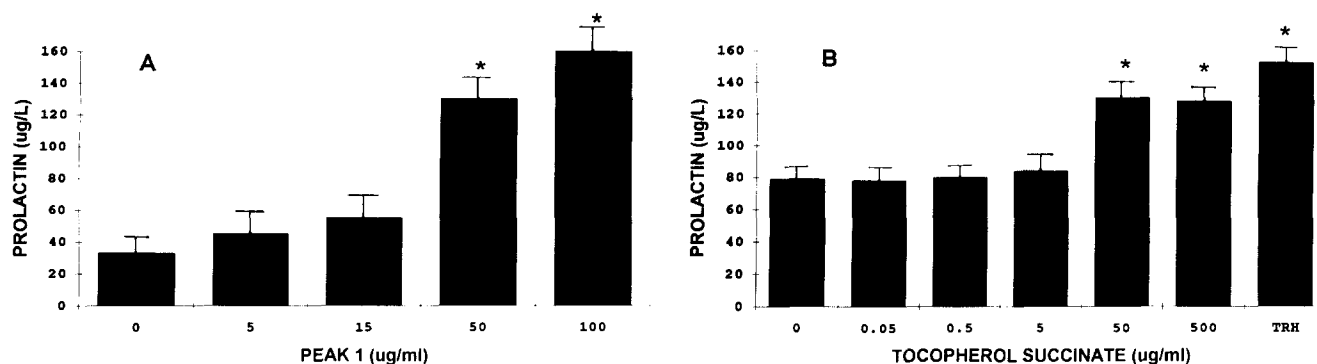 A
*
*
160
140
120
100
80
60
40
20
0
PROLACTIN (ug/L)
0 5 15 50 100
PEAK 1 (ug/ml)
B
*
*
*
160
140
120
100
80
60
40
20
0
PROLACTIN (ug/L)
0 0.05 0.5 5 50 500 TRH
TOCOPHEROL SUCCINATE (ug/ml)